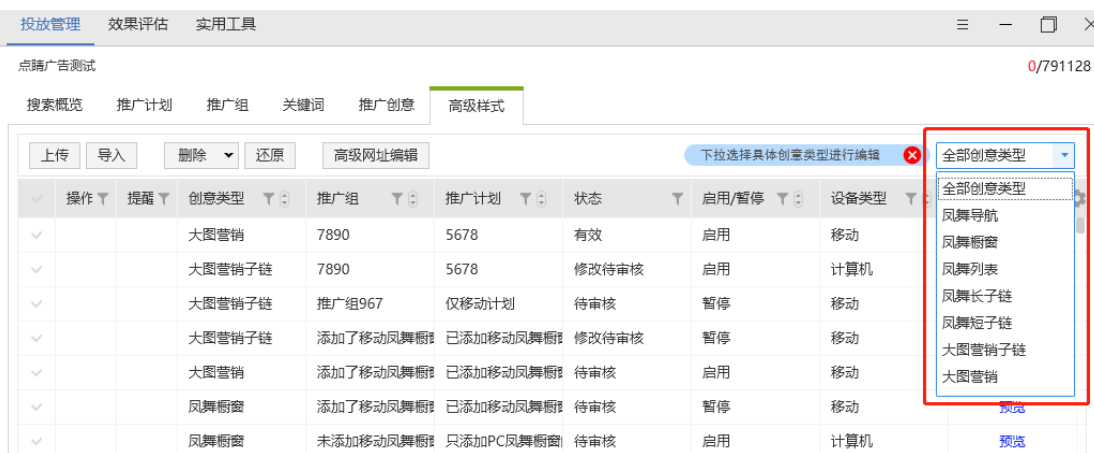 投放管理 效果评估 实用工具
点睛广告测试 0/791128
搜索概览 推广计划 推广组 关键词 推广创意 高级样式
上传 导入 删除 还原 高级网址编辑 下拉选择具体创意类型进行编辑 全部创意类型
操作 提醒 创意类型 推广组 推广计划 状态 启用/暂停 设备类型 全部创意类型
凤舞导航
大图营销 7890 5678 有效 启用 移动 凤舞橱窗
大图营销子链 7890 5678 修改待审核 启用 计算机 凤舞列表
凤舞长子链
大图营销子链 推广组967 仅移动计划 待审核 暂停 移动
凤舞短子链
大图营销子链 添加了移动凤舞橱窗 已添加移动凤舞橱窗 修改待审核 暂停 移动 大图营销子链
大图营销 添加了移动凤舞橱窗 已添加移动凤舞橱窗 待审核 启用 移动 大图营销
凤舞橱窗 添加了移动凤舞橱窗 已添加移动凤舞橱窗 待审核 暂停 移动 预览
凤舞橱窗 未添加移动凤舞橱窗 只添加PC凤舞橱窗 待审核 启用 计算机 预览